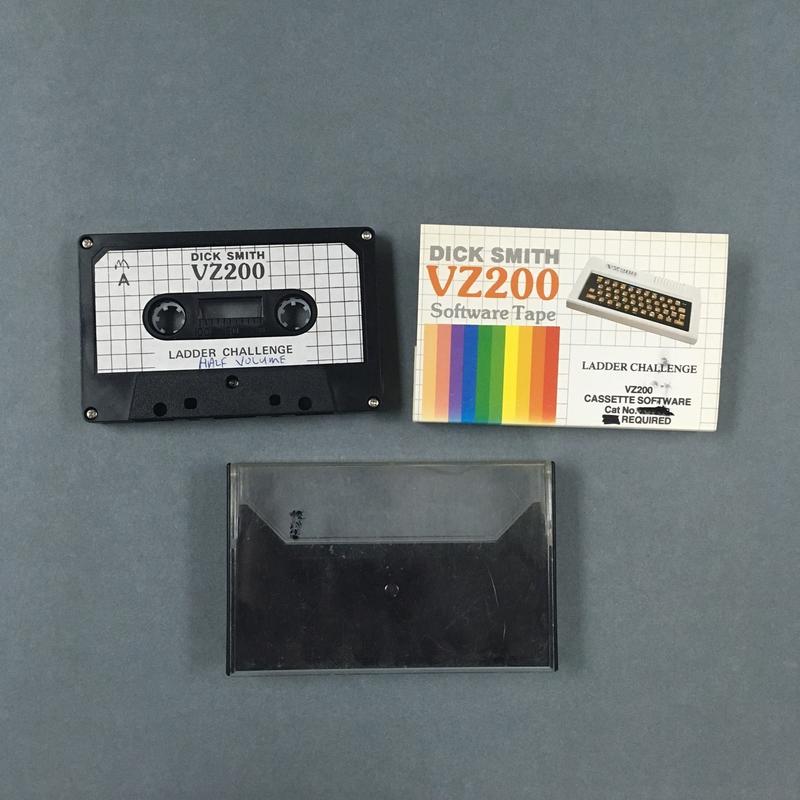 A
DICK SMITH
VZ200
LADDER CHALLENGE
HALF VOLUME
DICK SMITH
VZ200
Software Tape
VZ200
LADDER CHALLENGE
VZ200
CASSETTE SOFTWARE
Cat No.
REQUIRED